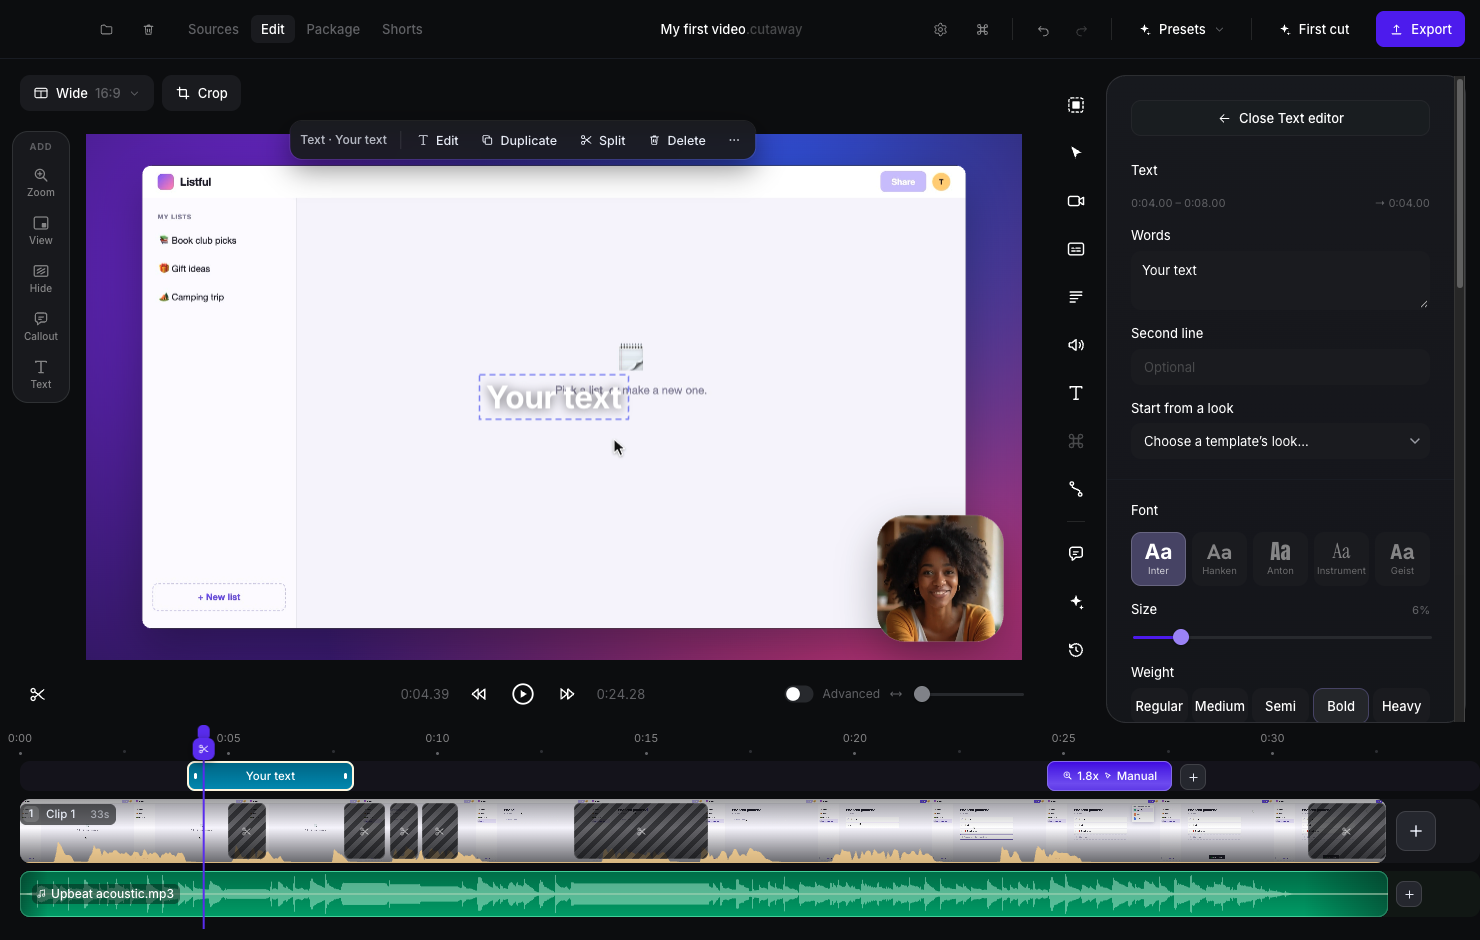 Sources Edit Package Shorts
My first video.cutaway
Presets First cut Export
Wide 16:9 Crop
ADD
Zoom
View
Hide
Callout
Text
Text · Your text Edit Duplicate Split Delete ···
Listful
Share T
MY LISTS
Book club picks
Gift ideas
Camping trip
+ New list
Pick a list, or make a new one.
Your text
← Close Text editor
Text
0:04.00 – 0:08.00 → 0:04.00
Words
Your text
Second line
Optional
Start from a look
Choose a template's look...
Font
Aa Aa Aa Aa Aa
Inter Hanken Anton Instrument Geist
Size 6%
Weight
Regular Medium Semi Bold Heavy
0:04.39 0:24.28
Advanced
0:00 0:05 0:10 0:15 0:20 0:25 0:30
Your text
1.8x Manual
1 Clip 1 33s
Upbeat acoustic.mp3